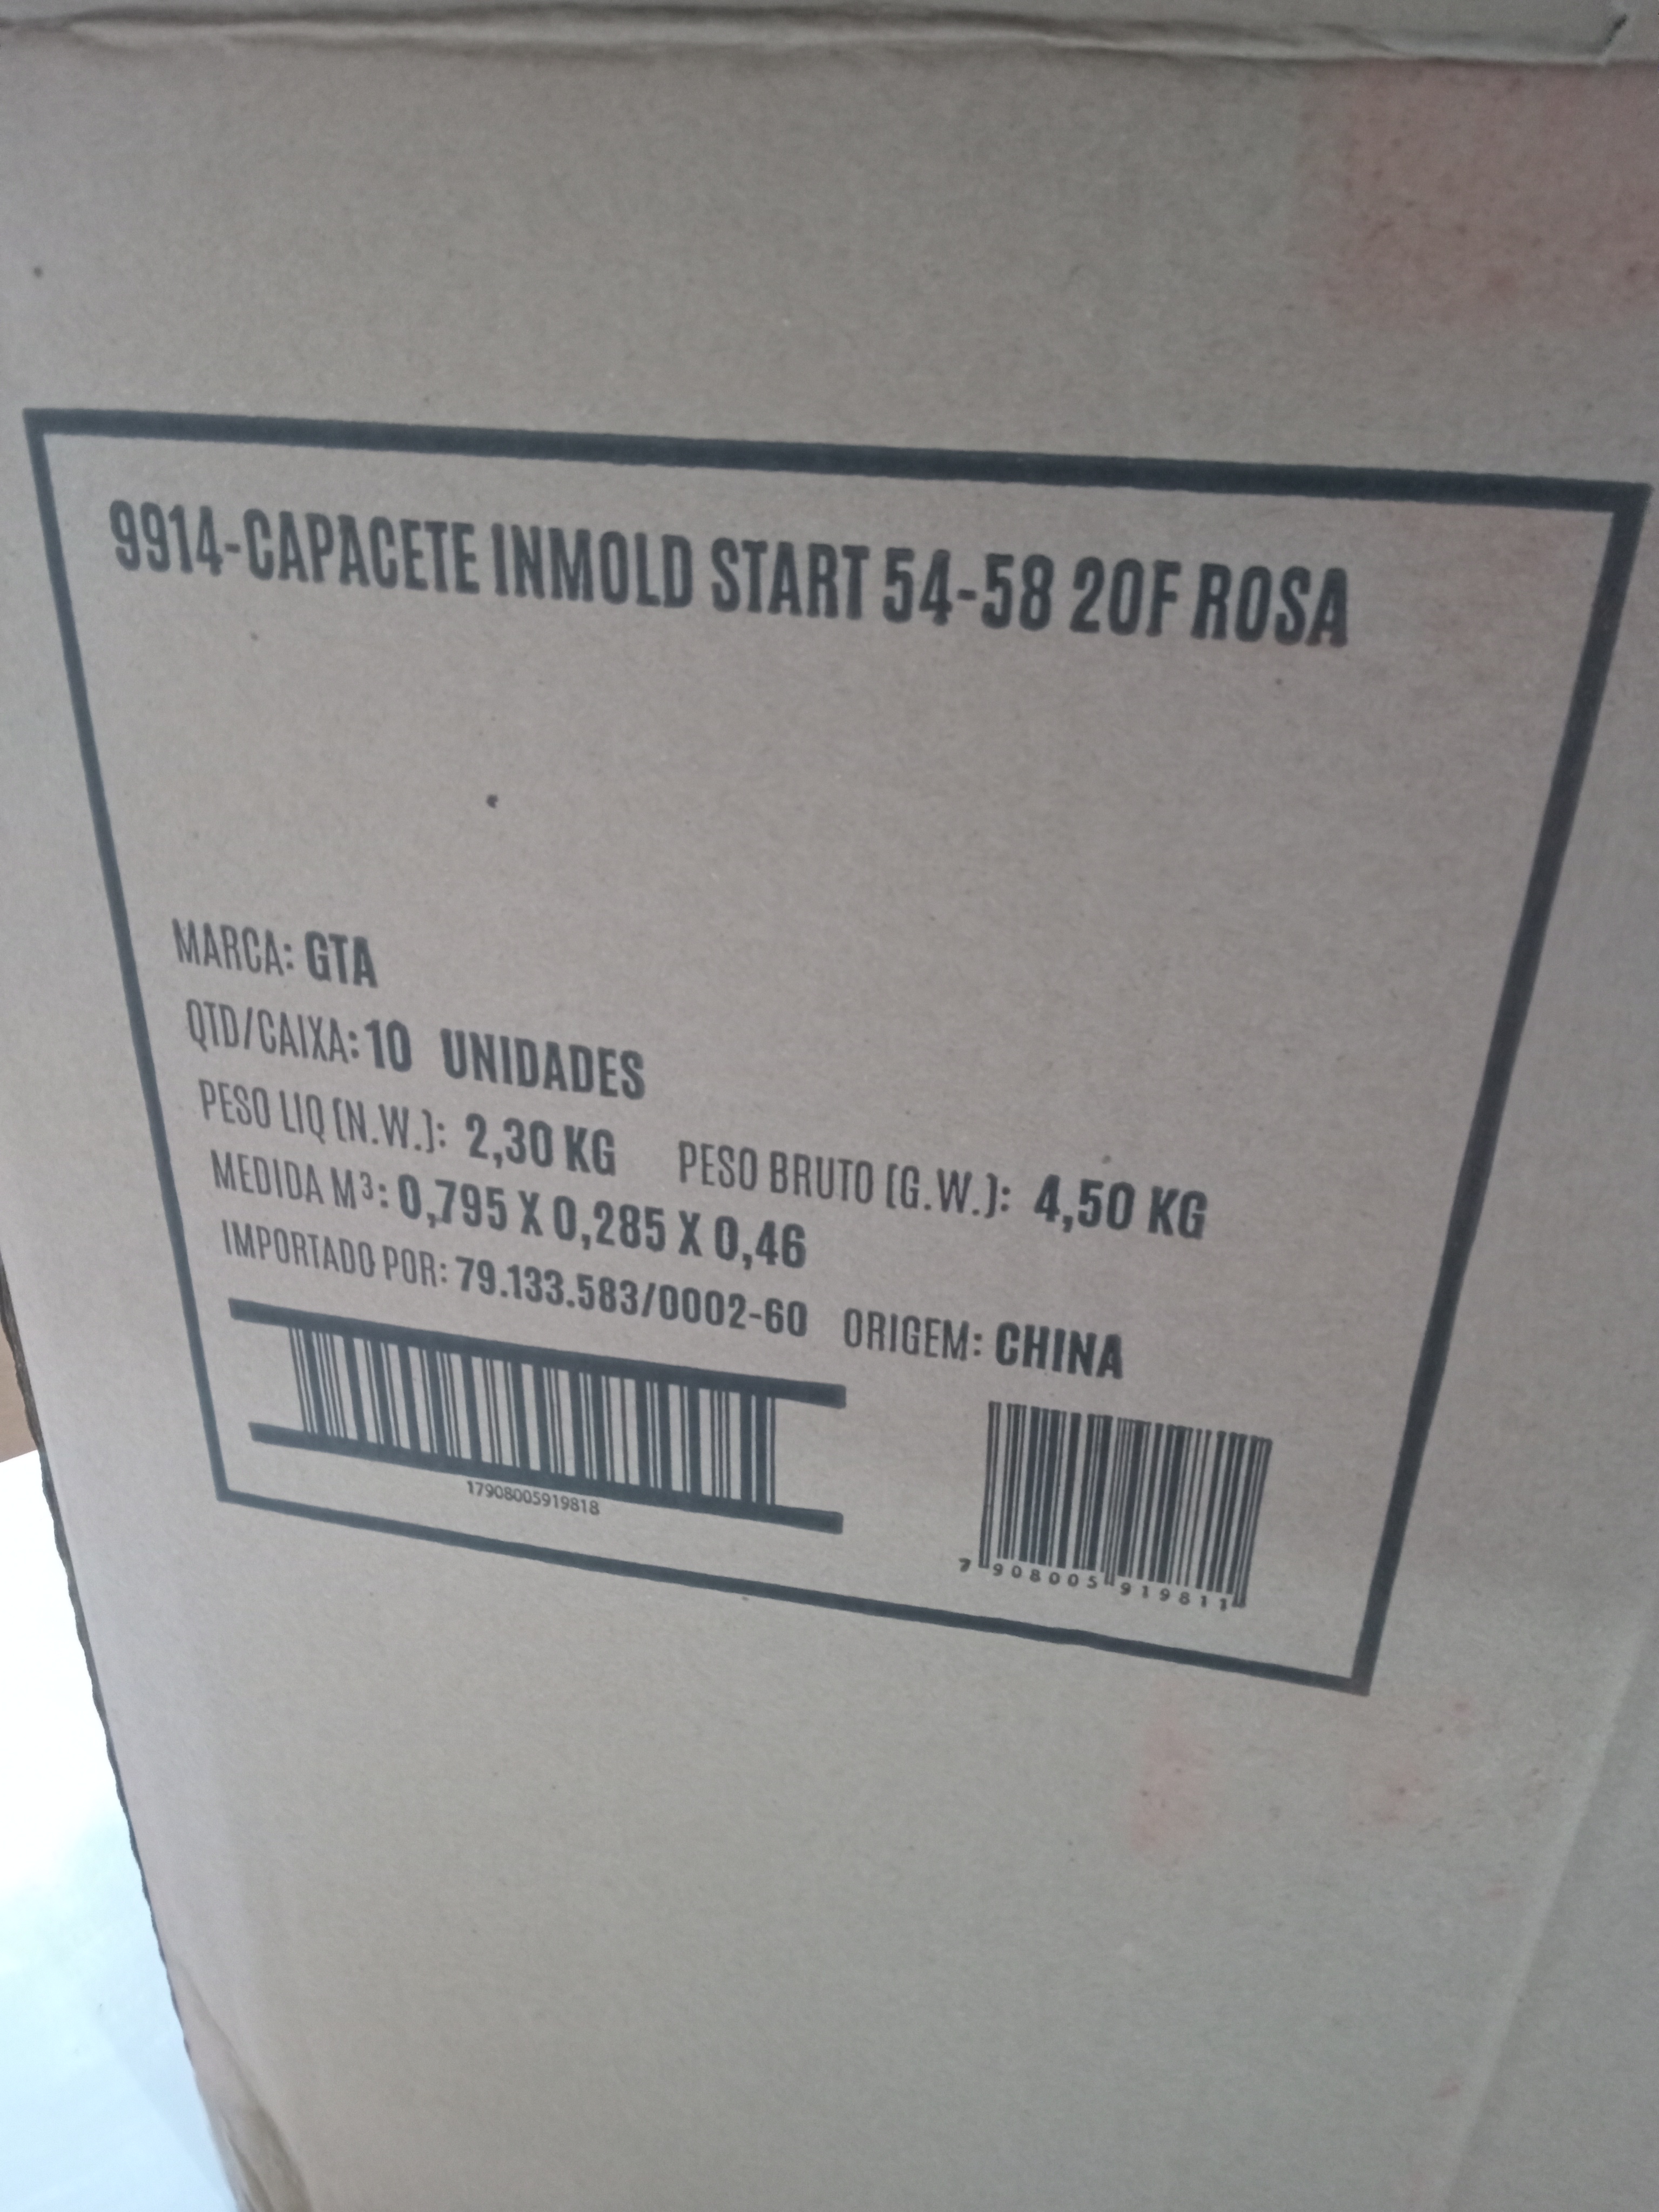 9914-CAPACETE INMOLD START 54-58 20F ROSA
MARCA: GTA
QTD/CAIXA: 10 UNIDADES
PESO LIQ (N.W.): 2,30 KG PESO BRUTO (G.W.): 4,50 KG
MEDIDA M³: 0,795 X 0,285 X 0,46
IMPORTADO POR: 79.133.583/0002-60 ORIGEM: CHINA
17908005919818
7 908005 919811